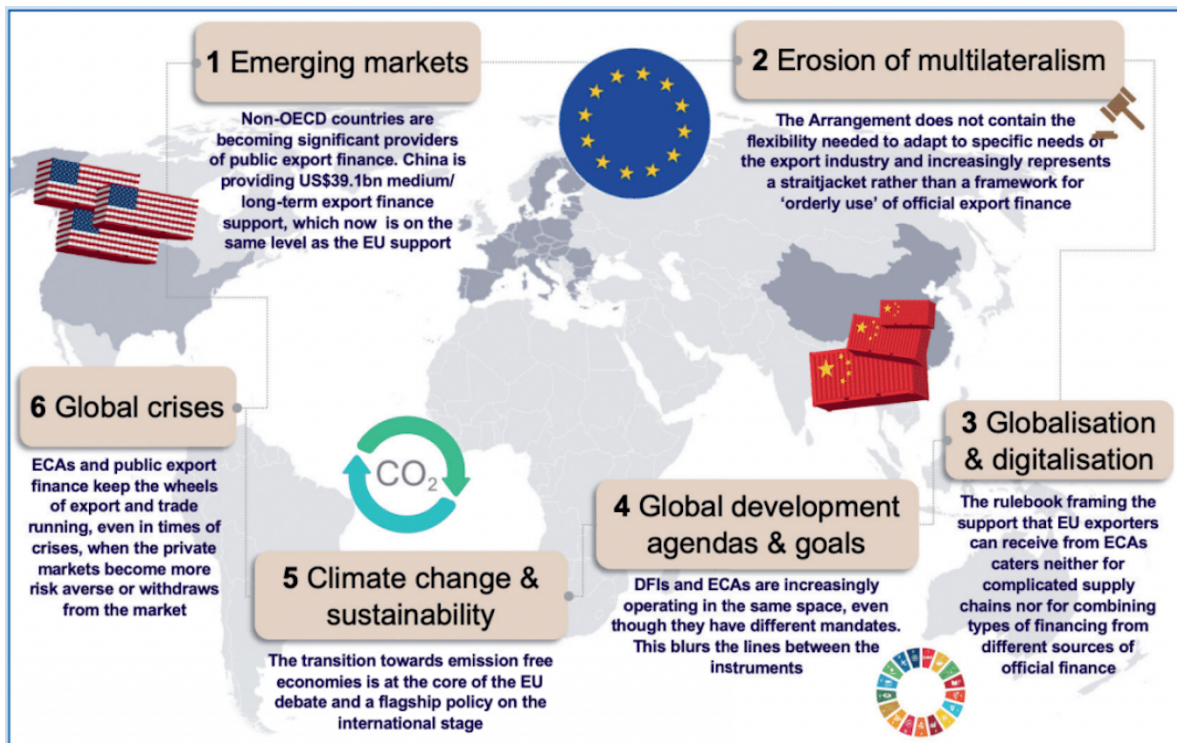 1 Emerging markets
Non-OECD countries are
becoming significant providers
of public export finance. China is
providing US$39.1bn medium/
long-term export finance
support, which now is on the
same level as the EU support
2 Erosion of multilateralism
The Arrangement does not contain the
flexibility needed to adapt to specific needs of
the export industry and increasingly represents
a straitjacket rather than a framework for
‘orderly use’ of official export finance
3 Globalisation
& digitalisation
The rulebook framing the
support that EU exporters
can receive from ECAs
caters neither for
complicated supply
chains nor for combining
types of financing from
different sources of
official finance
4 Global development
agendas & goals
DFIs and ECAs are increasingly
operating in the same space, even
though they have different mandates.
This blurs the lines between the
instruments
5 Climate change &
sustainability
The transition towards emission free
economies is at the core of the EU
debate and a flagship policy on the
international stage
CO2
6 Global crises
ECAs and public export
finance keep the wheels
of export and trade
running, even in times of
crises, when the private
markets become more
risk averse or withdraws
from the market